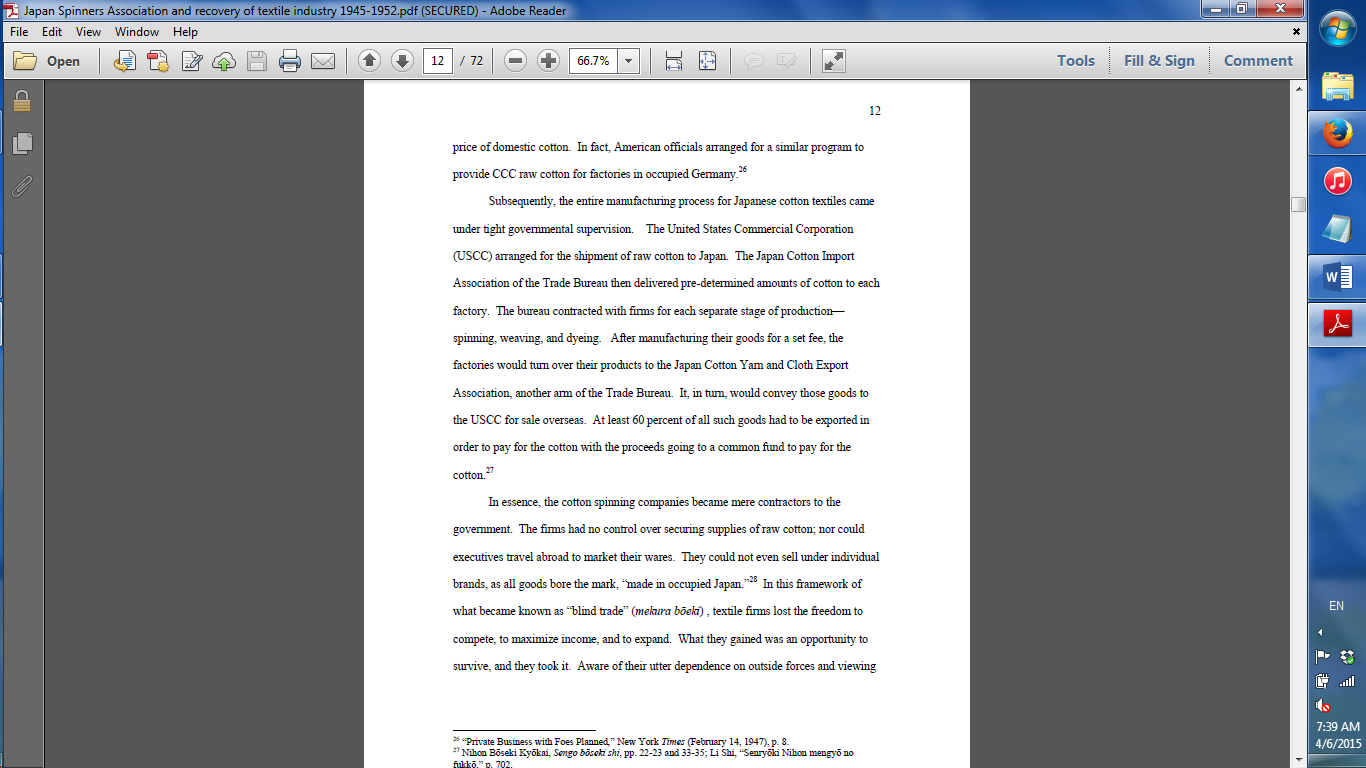 Japan Spinners Association and recovery of textile industry 1945-1952.pdf (SECURED) - Adobe Reader
File Edit View Window Help
Open 12 / 72 66.7% Tools Fill & Sign Comment
12
price of domestic cotton. In fact, American officials arranged for a similar program to
provide CCC raw cotton for factories in occupied Germany.26
Subsequently, the entire manufacturing process for Japanese cotton textiles came
under tight governmental supervision. The United States Commercial Corporation
(USCC) arranged for the shipment of raw cotton to Japan. The Japan Cotton Import
Association of the Trade Bureau then delivered pre-determined amounts of cotton to each
factory. The bureau contracted with firms for each separate stage of production—
spinning, weaving, and dyeing. After manufacturing their goods for a set fee, the
factories would turn over their products to the Japan Cotton Yarn and Cloth Export
Association, another arm of the Trade Bureau. It, in turn, would convey those goods to
the USCC for sale overseas. At least 60 percent of all such goods had to be exported in
order to pay for the cotton with the proceeds going to a common fund to pay for the
cotton.27
In essence, the cotton spinning companies became mere contractors to the
government. The firms had no control over securing supplies of raw cotton; nor could
executives travel abroad to market their wares. They could not even sell under individual
brands, as all goods bore the mark, “made in occupied Japan.”28 In this framework of
what became known as “blind trade” (mekura bōeki) , textile firms lost the freedom to
compete, to maximize income, and to expand. What they gained was an opportunity to
survive, and they took it. Aware of their utter dependence on outside forces and viewing
26 “Private Business with Foes Planned,” New York Times (February 14, 1947), p. 8.
27 Nihon Bōseki Kyōkai, Sengo bōseki shi, pp. 22-23 and 33-35; Li Shi, “Senryōki Nihon mengyō no
fukkō,” p. 702.
W
EN
7:39 AM
4/6/2015